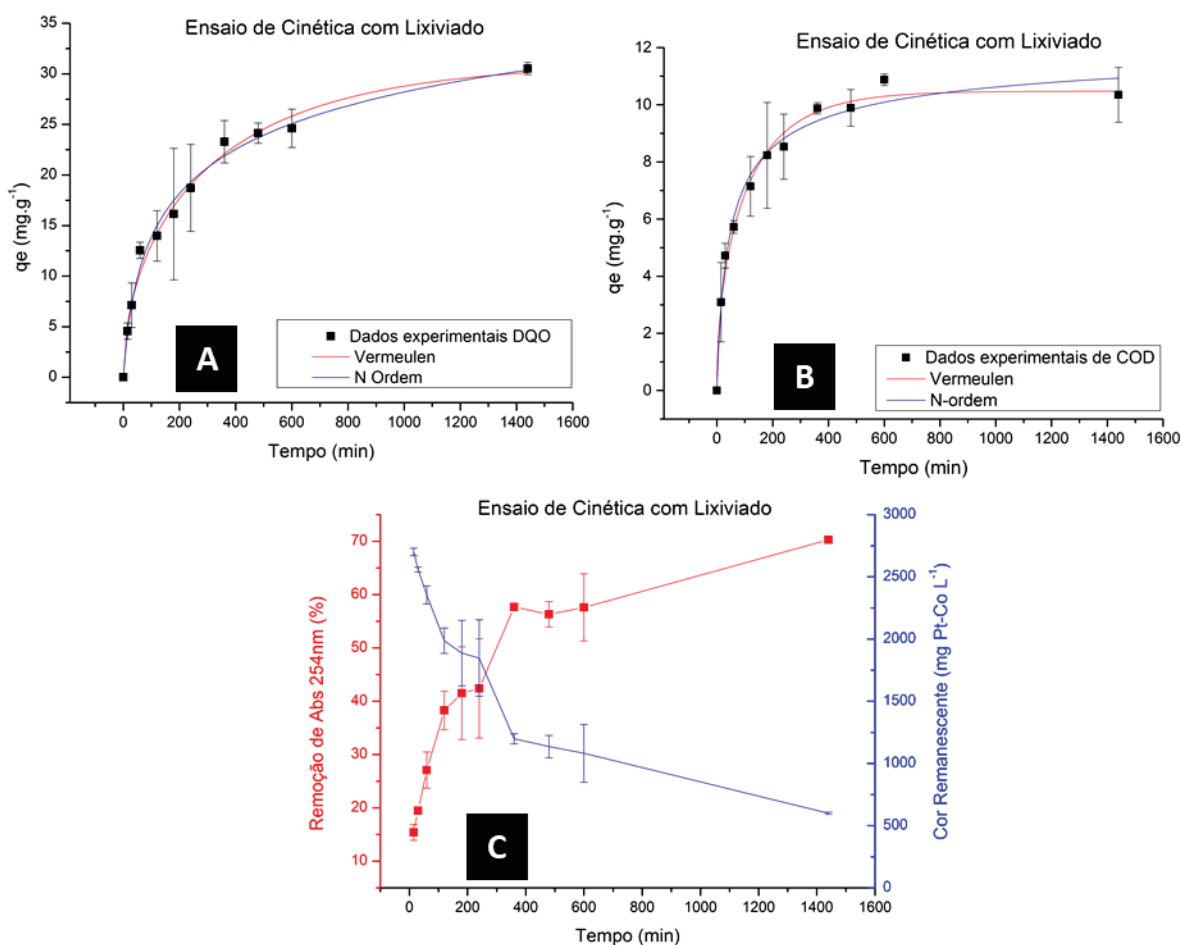 Ensaio de Cinética com Lixiviado
35
30
25
20
15
10
5
0
qe (mg.g-1)
A
Dados experimentais DQO
Vermeulen
N Ordem
0 200 400 600 800 1000 1200 1400 1600
Tempo (min)
Ensaio de Cinética com Lixiviado
12
10
8
6
4
2
0
qe (mg.g-1)
B
Dados experimentais de COD
Vermeulen
N-ordem
0 200 400 600 800 1000 1200 1400 1600
Tempo (min)
Ensaio de Cinética com Lixiviado
70
60
50
40
30
20
10
Remoção de Abs 254nm (%)
C
3000
2500
2000
1500
1000
500
0
Cor Remanescente (mg Pt-Co L-1)
0 200 400 600 800 1000 1200 1400 1600
Tempo (min)